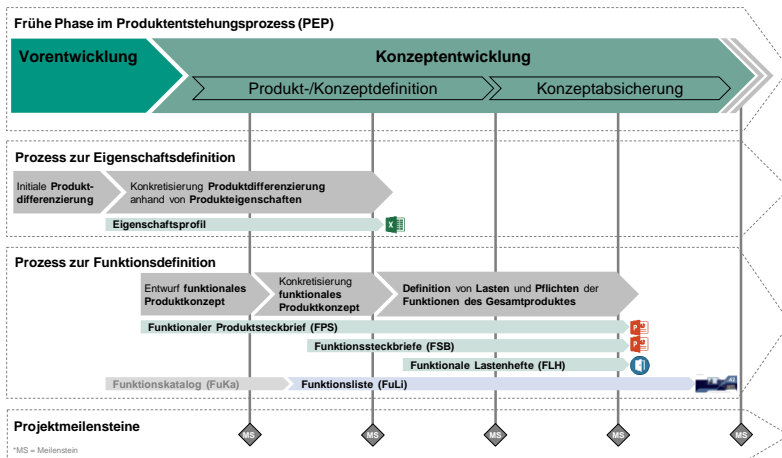 Frühe Phase im Produktentstehungsprozess (PEP)
Vorentwicklung
Konzeptentwicklung
Produkt-/Konzeptdefinition
Konzeptabsicherung
Prozess zur Eigenschaftsdefinition
Initiale Produkt-
differenzierung
Konkretisierung Produktdifferenzierung
anhand von Produkteigenschaften
Eigenschaftsprofil
Prozess zur Funktionsdefinition
Entwurf funktionales
Produktkonzept
Konkretisierung
funktionales
Produktkonzept
Definition von Lasten und Pflichten der
Funktionen des Gesamtproduktes
Funktionaler Produktsteckbrief (FPS)
Funktionssteckbriefe (FSB)
Funktionale Lastenhefte (FLH)
Funktionskatalog (FuKa)
Funktionsliste (FuLi)
Projektmeilensteine
MS
MS
MS
MS
MS
*MS = Meilenstein